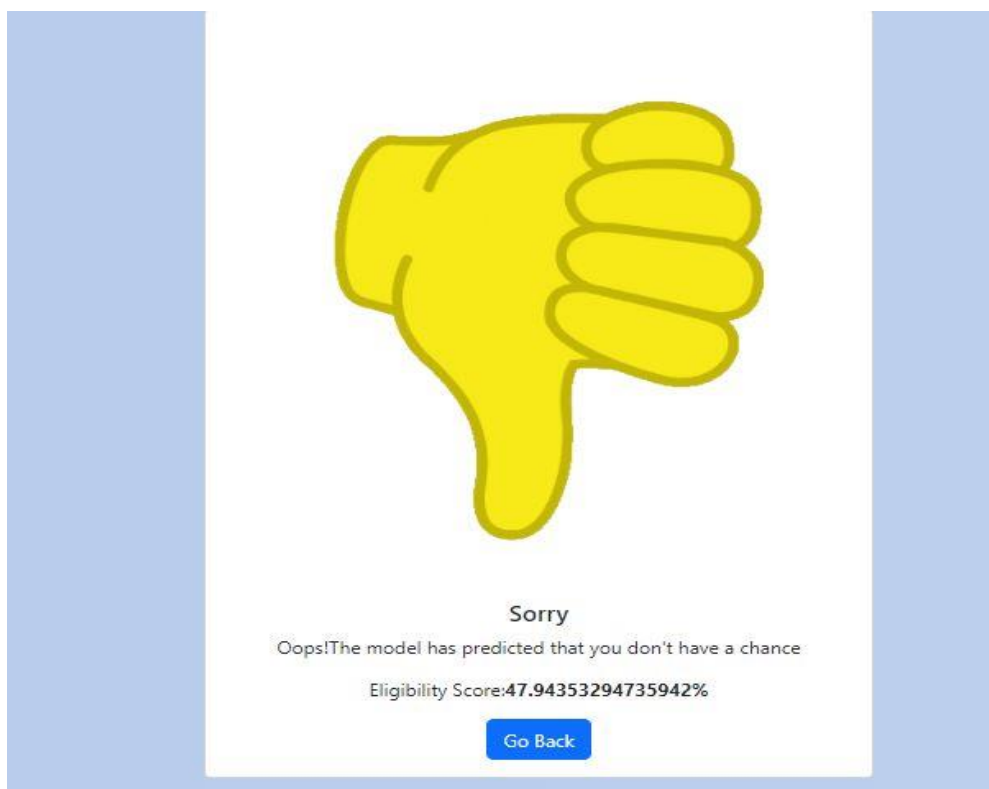 Sorry
Oops!The model has predicted that you don't have a chance
Eligibility Score:47.94353294735942%
Go Back